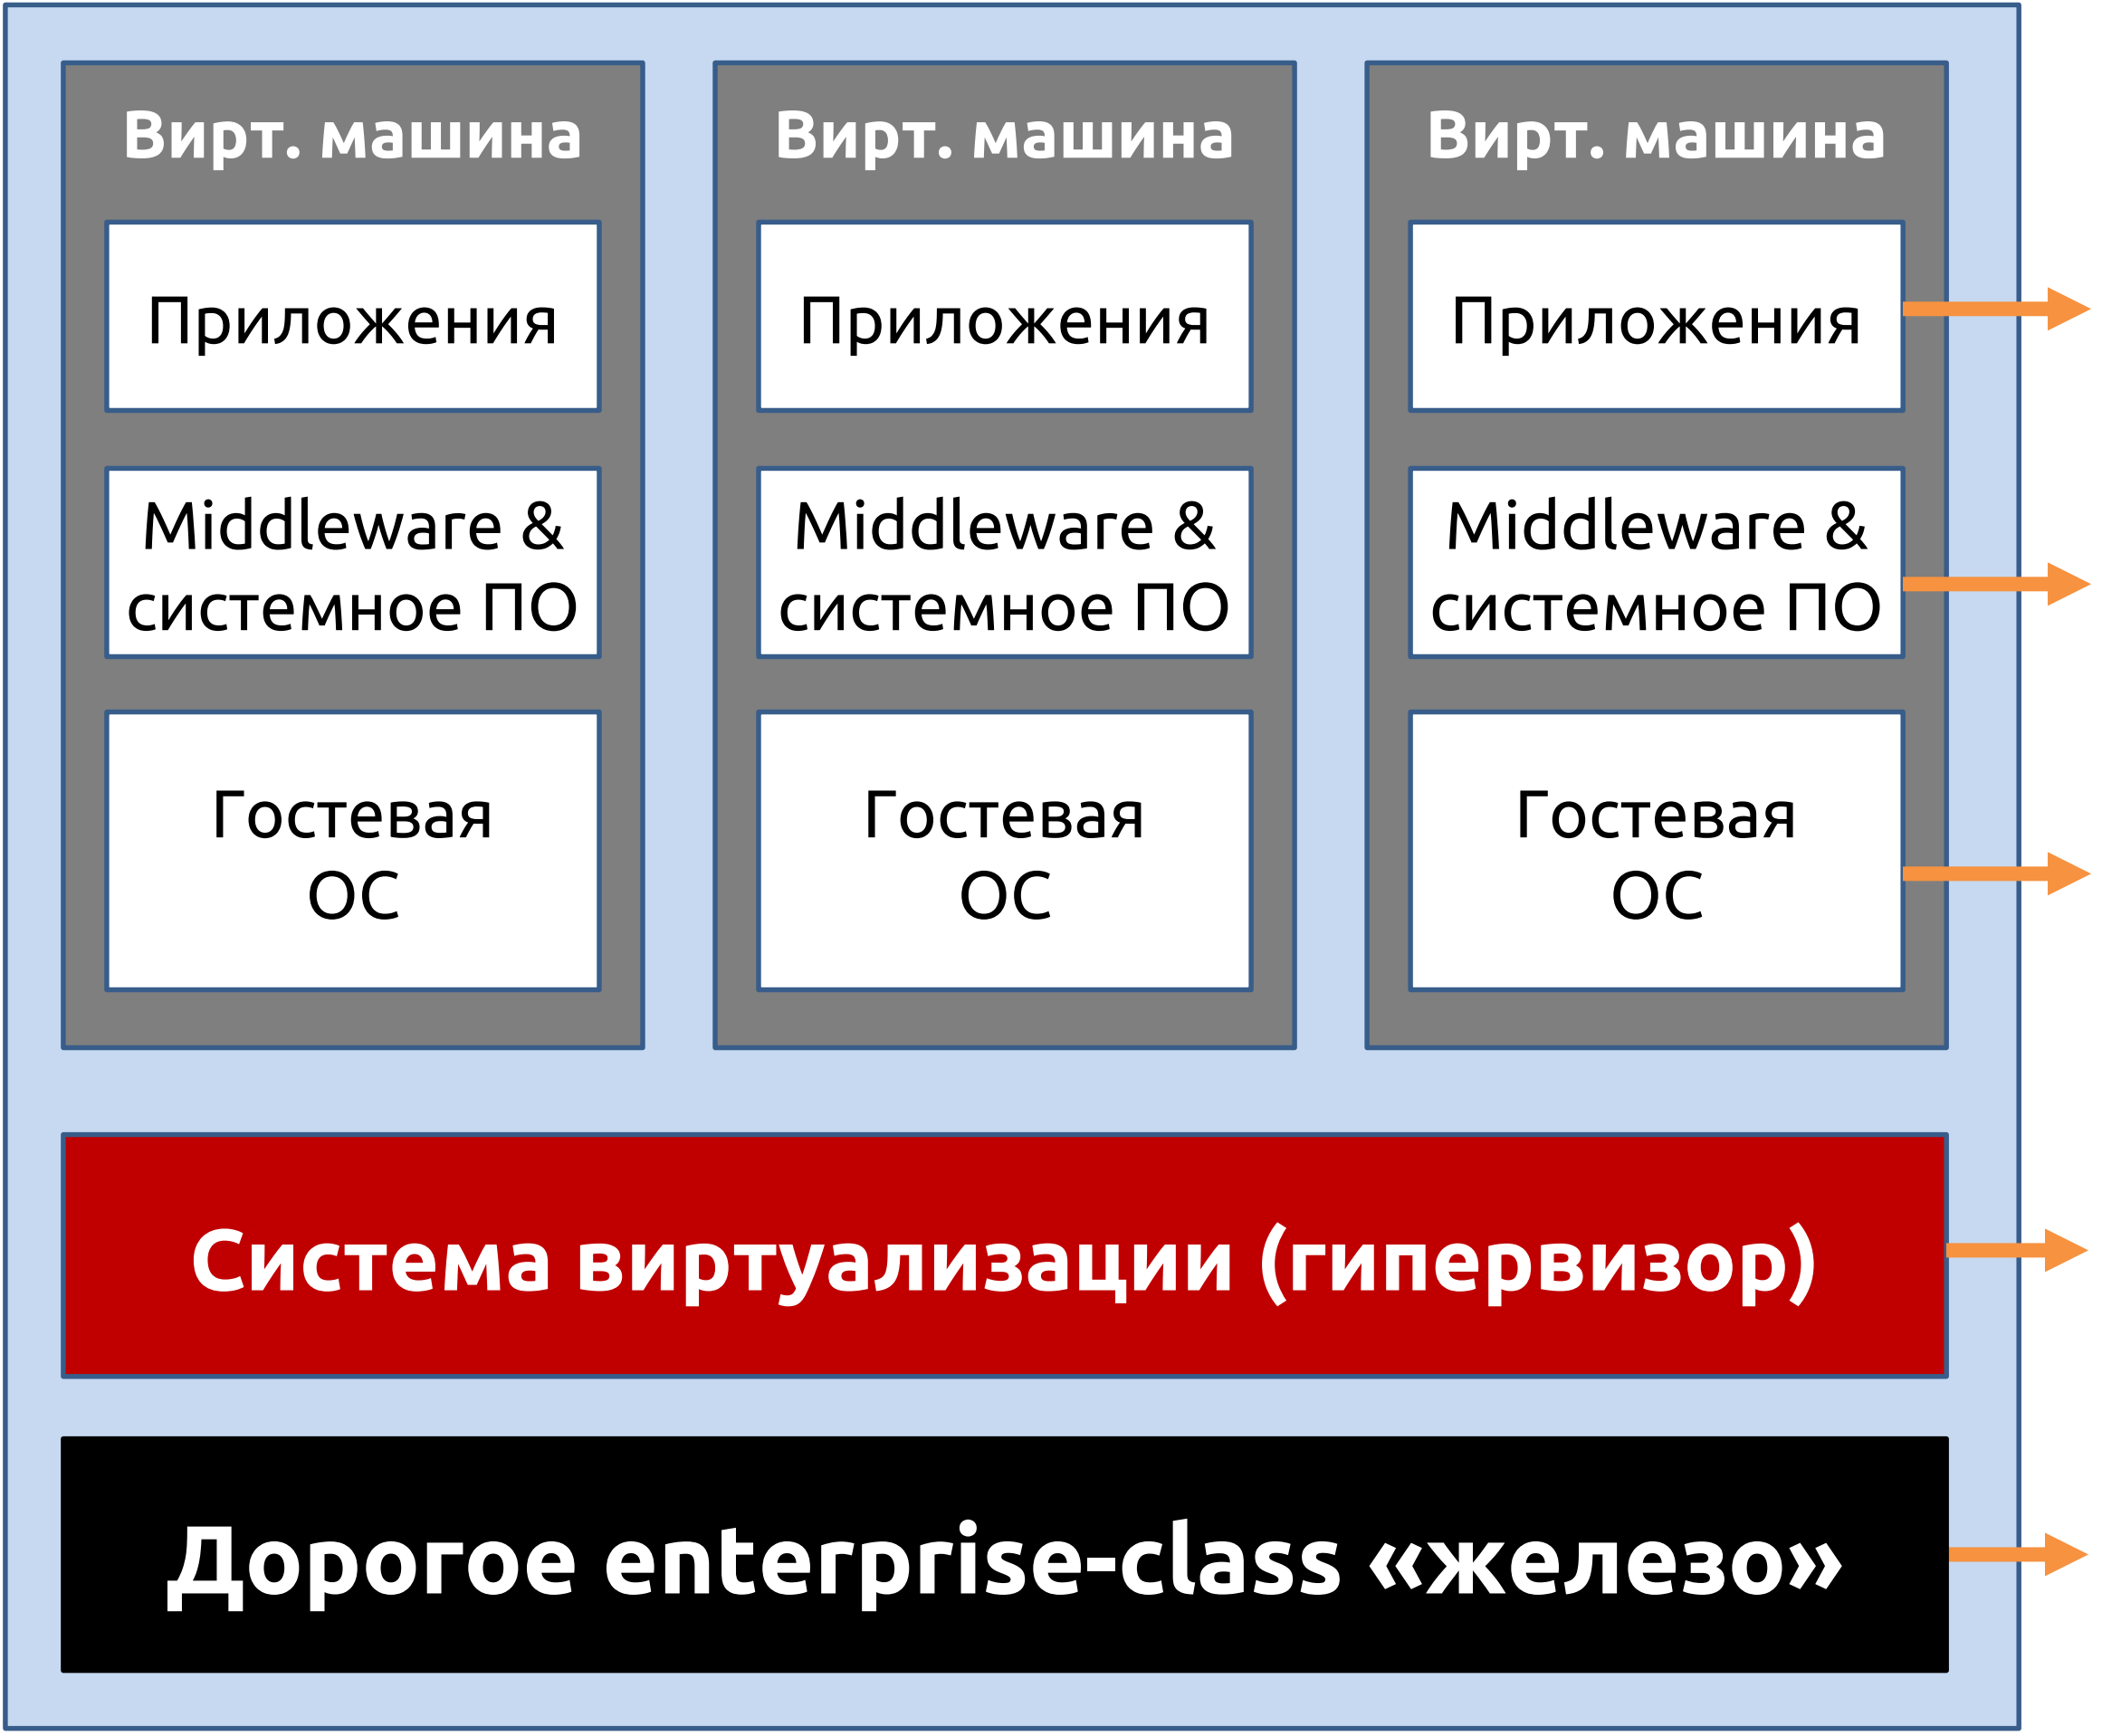 Вирт. машина
Приложения
Middleware &
системное ПО
Гостевая
ОС
Вирт. машина
Приложения
Middleware &
системное ПО
Гостевая
ОС
Вирт. машина
Приложения
Middleware &
системное ПО
Гостевая
ОС
Система виртуализации (гипервизор)
Дорогое enterprise-class «железо»